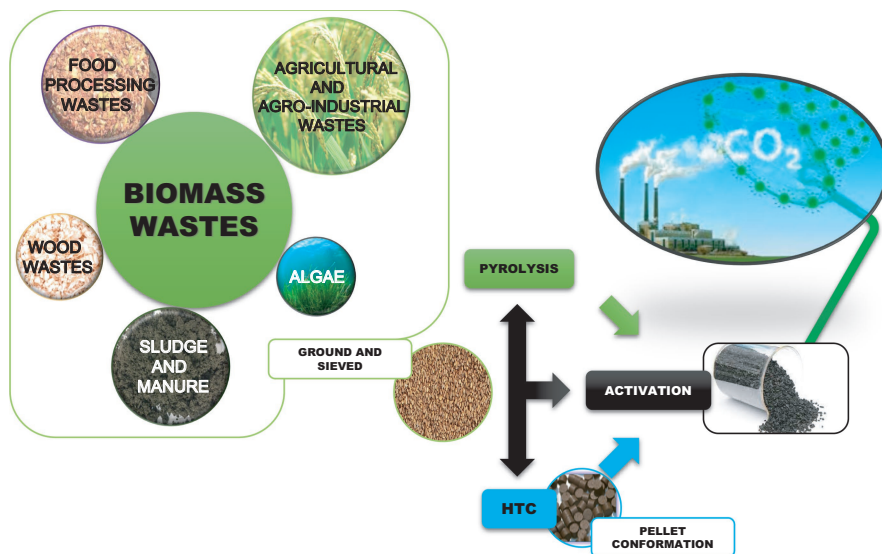 FOOD
PROCESSING
WASTES
AGRICULTURAL
AND
AGRO-INDUSTRIAL
WASTES
BIOMASS
WASTES
WOOD
WASTES
ALGAE
SLUDGE
AND
MANURE
GROUND AND
SIEVED
PYROLYSIS
CO2
ACTIVATION
HTC
PELLET
CONFORMATION